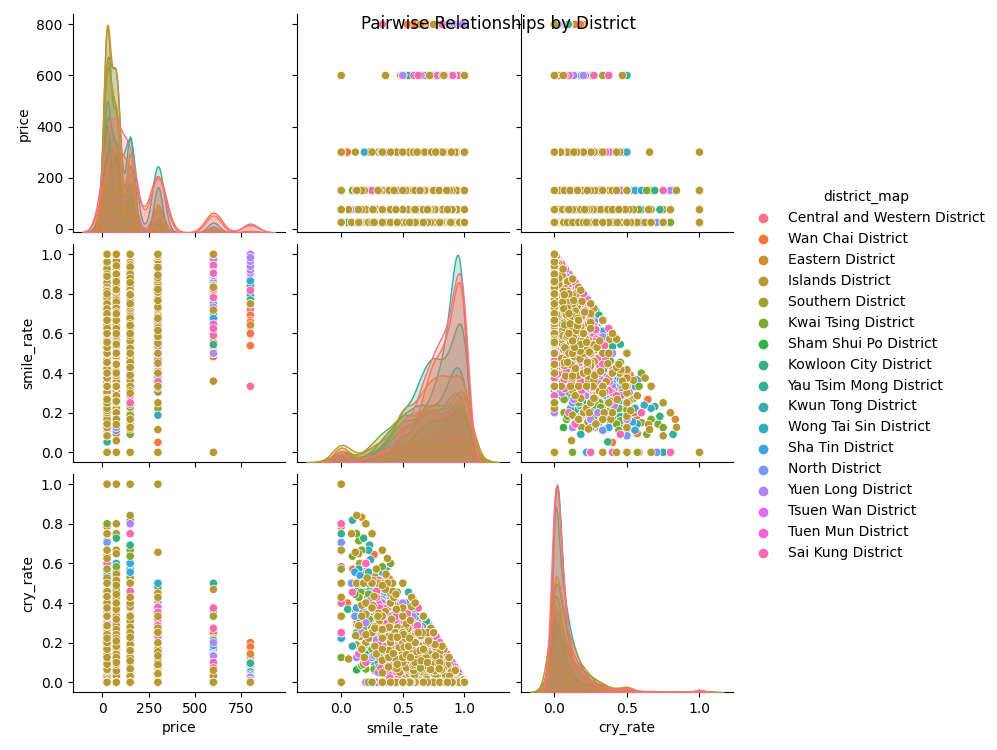 Pairwise Relationships by District
800
600
400
200
0
price
1.0
0.8
0.6
0.4
0.2
0.0
smile_rate
1.0
0.8
0.6
0.4
0.2
0.0
cry_rate
0 250 500 750
price
0.0 0.5 1.0
smile_rate
0.0 0.5 1.0
cry_rate
district_map
Central and Western District
Wan Chai District
Eastern District
Islands District
Southern District
Kwai Tsing District
Sham Shui Po District
Kowloon City District
Yau Tsim Mong District
Kwun Tong District
Wong Tai Sin District
Sha Tin District
North District
Yuen Long District
Tsuen Wan District
Tuen Mun District
Sai Kung District